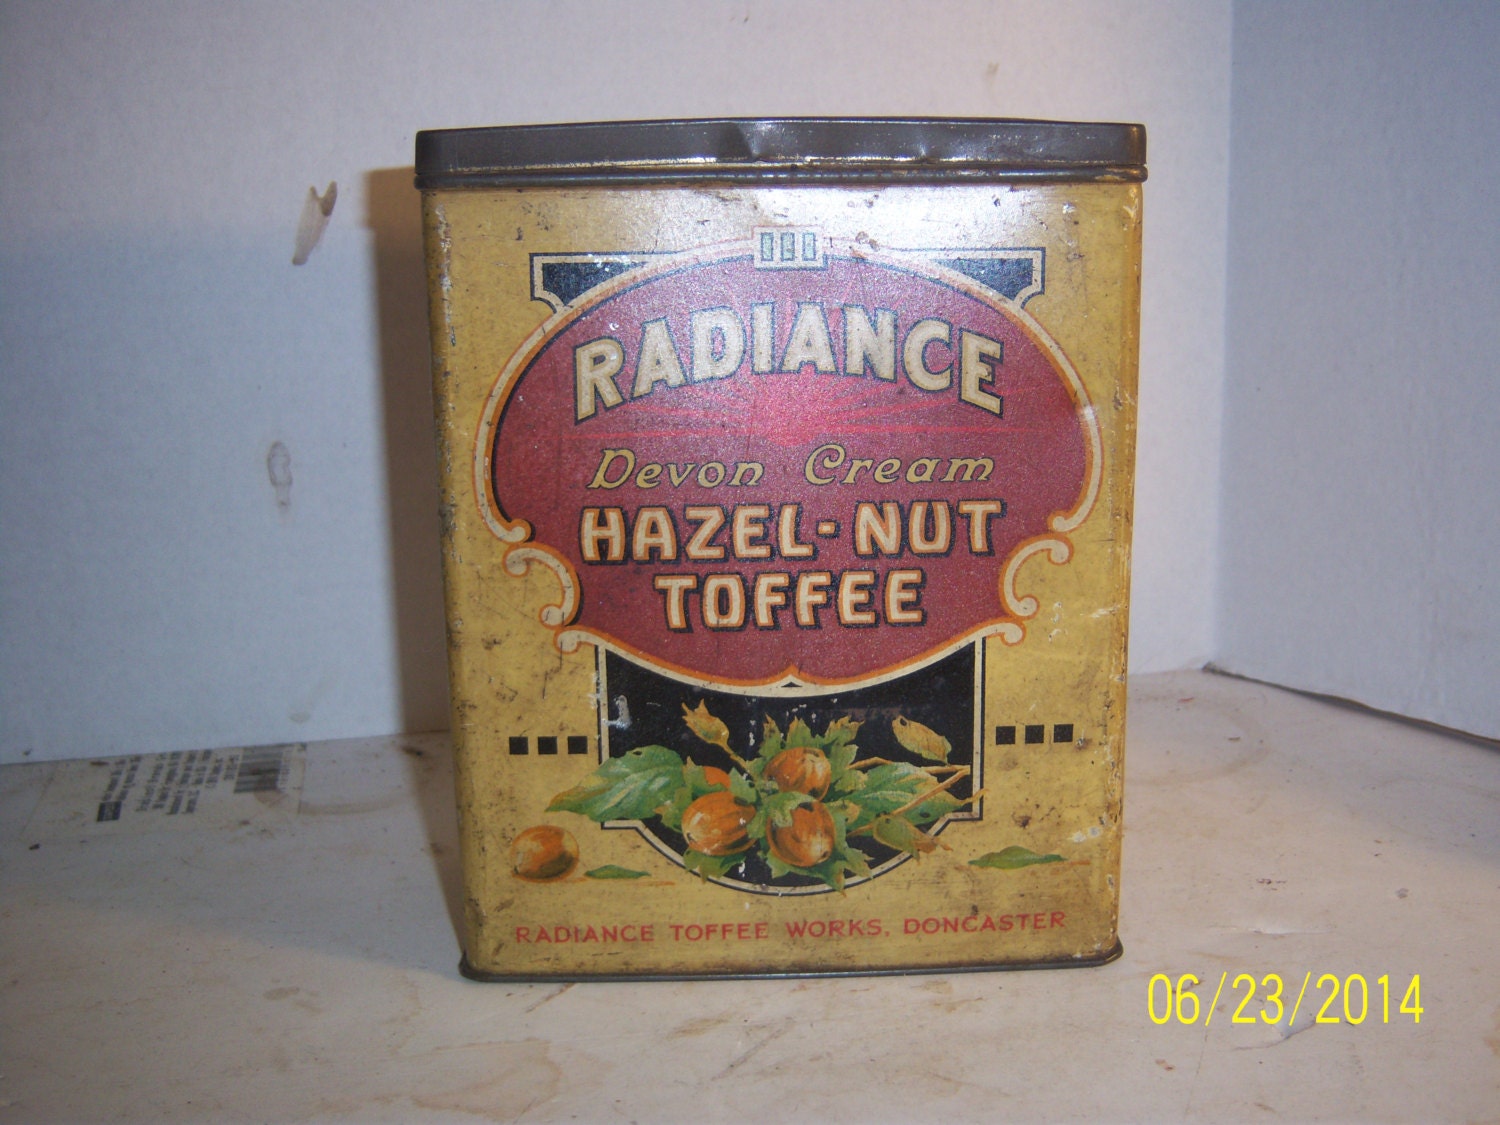 RADIANCE
Devon Cream
HAZEL-NUT
TOFFEE
RADIANCE TOFFEE WORKS, DONCASTER
06/23/2014